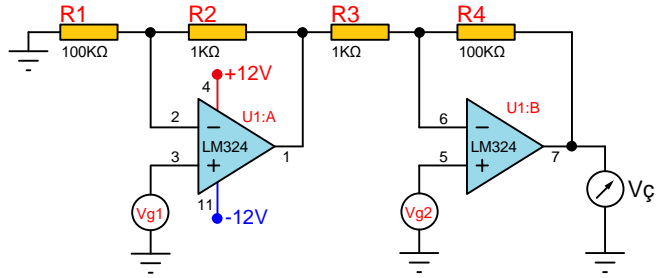 R1 R2 R3 R4
100KΩ 1KΩ 1KΩ 100KΩ
+12V
4 U1:A U1:B
2 − 6 −
LM324 1 LM324 7
3 + 5 +
Vg1 11 -12V Vg2 Vç